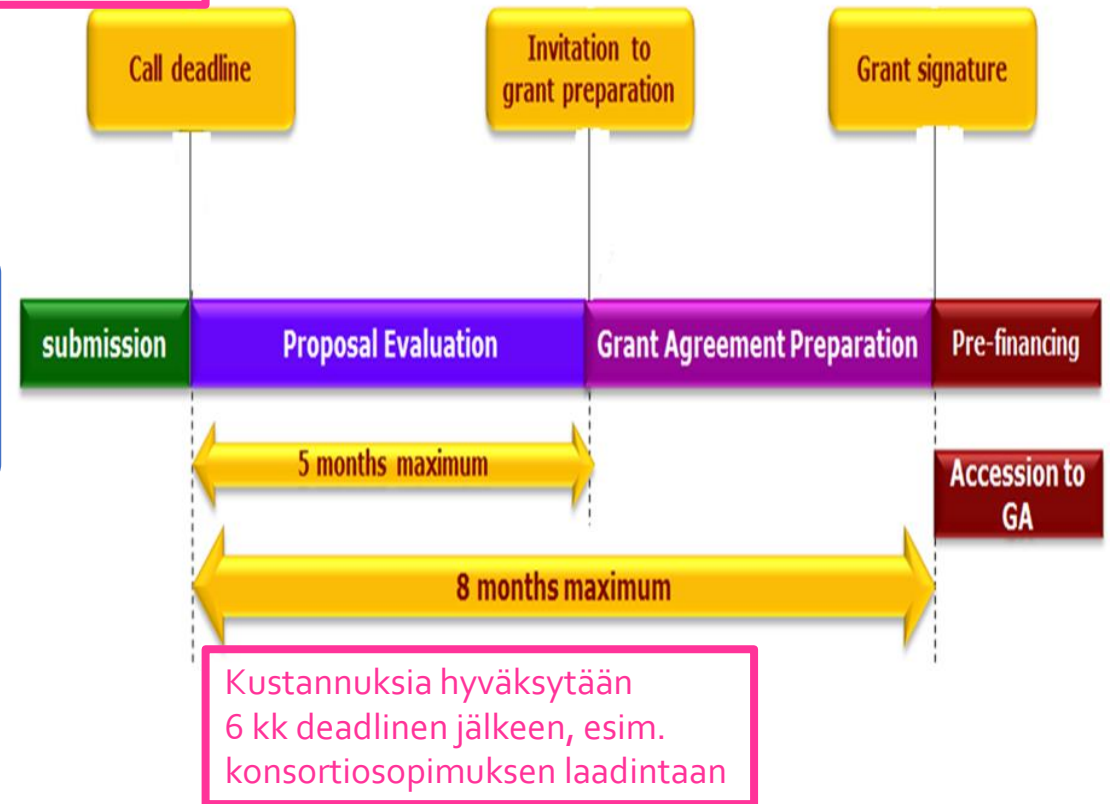 Call deadline
Invitation to
grant preparation
Grant signature
submission
Proposal Evaluation
Grant Agreement Preparation
Pre-financing
5 months maximum
Accession to
GA
8 months maximum
Kustannuksia hyväksytään
6 kk deadlinen jälkeen, esim.
konsortiosopimuksen laadintaan